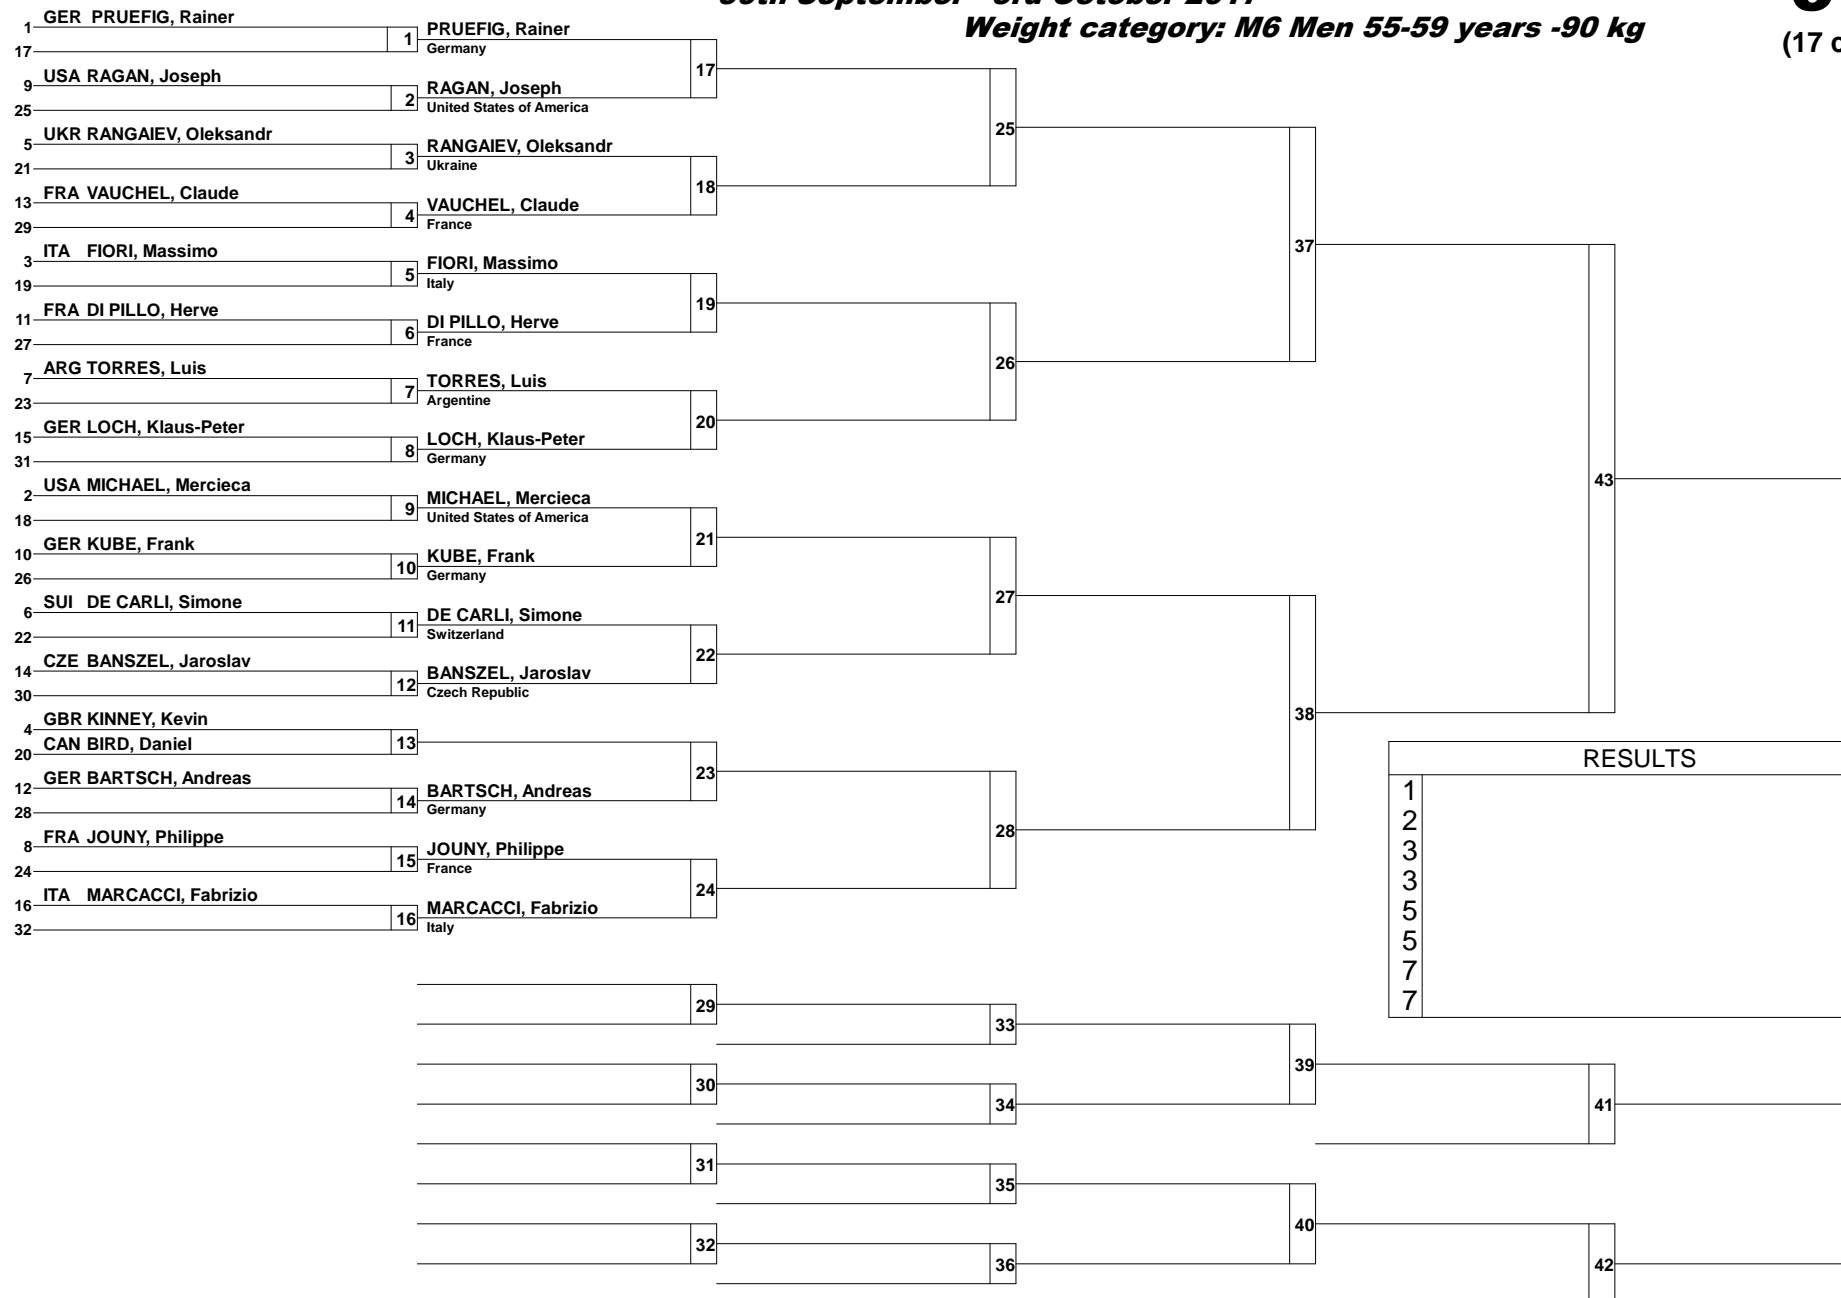 Weight category: M6 Men 55-59 years -90 kg
(17
1 GER PRUEFIG, Rainer
17
1 PRUEFIG, Rainer
Germany
9 USA RAGAN, Joseph
25
2 RAGAN, Joseph
United States of America
17
5 UKR RANGAIEV, Oleksandr
21
3 RANGAIEV, Oleksandr
Ukraine
13 FRA VAUCHEL, Claude
29
4 VAUCHEL, Claude
France
18
25
3 ITA FIORI, Massimo
19
5 FIORI, Massimo
Italy
11 FRA DI PILLO, Herve
27
6 DI PILLO, Herve
France
19
7 ARG TORRES, Luis
23
7 TORRES, Luis
Argentine
15 GER LOCH, Klaus-Peter
31
8 LOCH, Klaus-Peter
Germany
20
26
37
2 USA MICHAEL, Mercieca
18
9 MICHAEL, Mercieca
United States of America
10 GER KUBE, Frank
26
10 KUBE, Frank
Germany
21
6 SUI DE CARLI, Simone
22
11 DE CARLI, Simone
Switzerland
14 CZE BANSZEL, Jaroslav
30
12 BANSZEL, Jaroslav
Czech Republic
22
27
4 GBR KINNEY, Kevin
20 CAN BIRD, Daniel
13
12 GER BARTSCH, Andreas
28
14 BARTSCH, Andreas
Germany
23
8 FRA JOUNY, Philippe
24
15 JOUNY, Philippe
France
16 ITA MARCACCI, Fabrizio
32
16 MARCACCI, Fabrizio
Italy
24
28
38
43
RESULTS
1
2
3
3
5
5
7
7
29
33
30
34
39
41
31
35
32
36
40
42